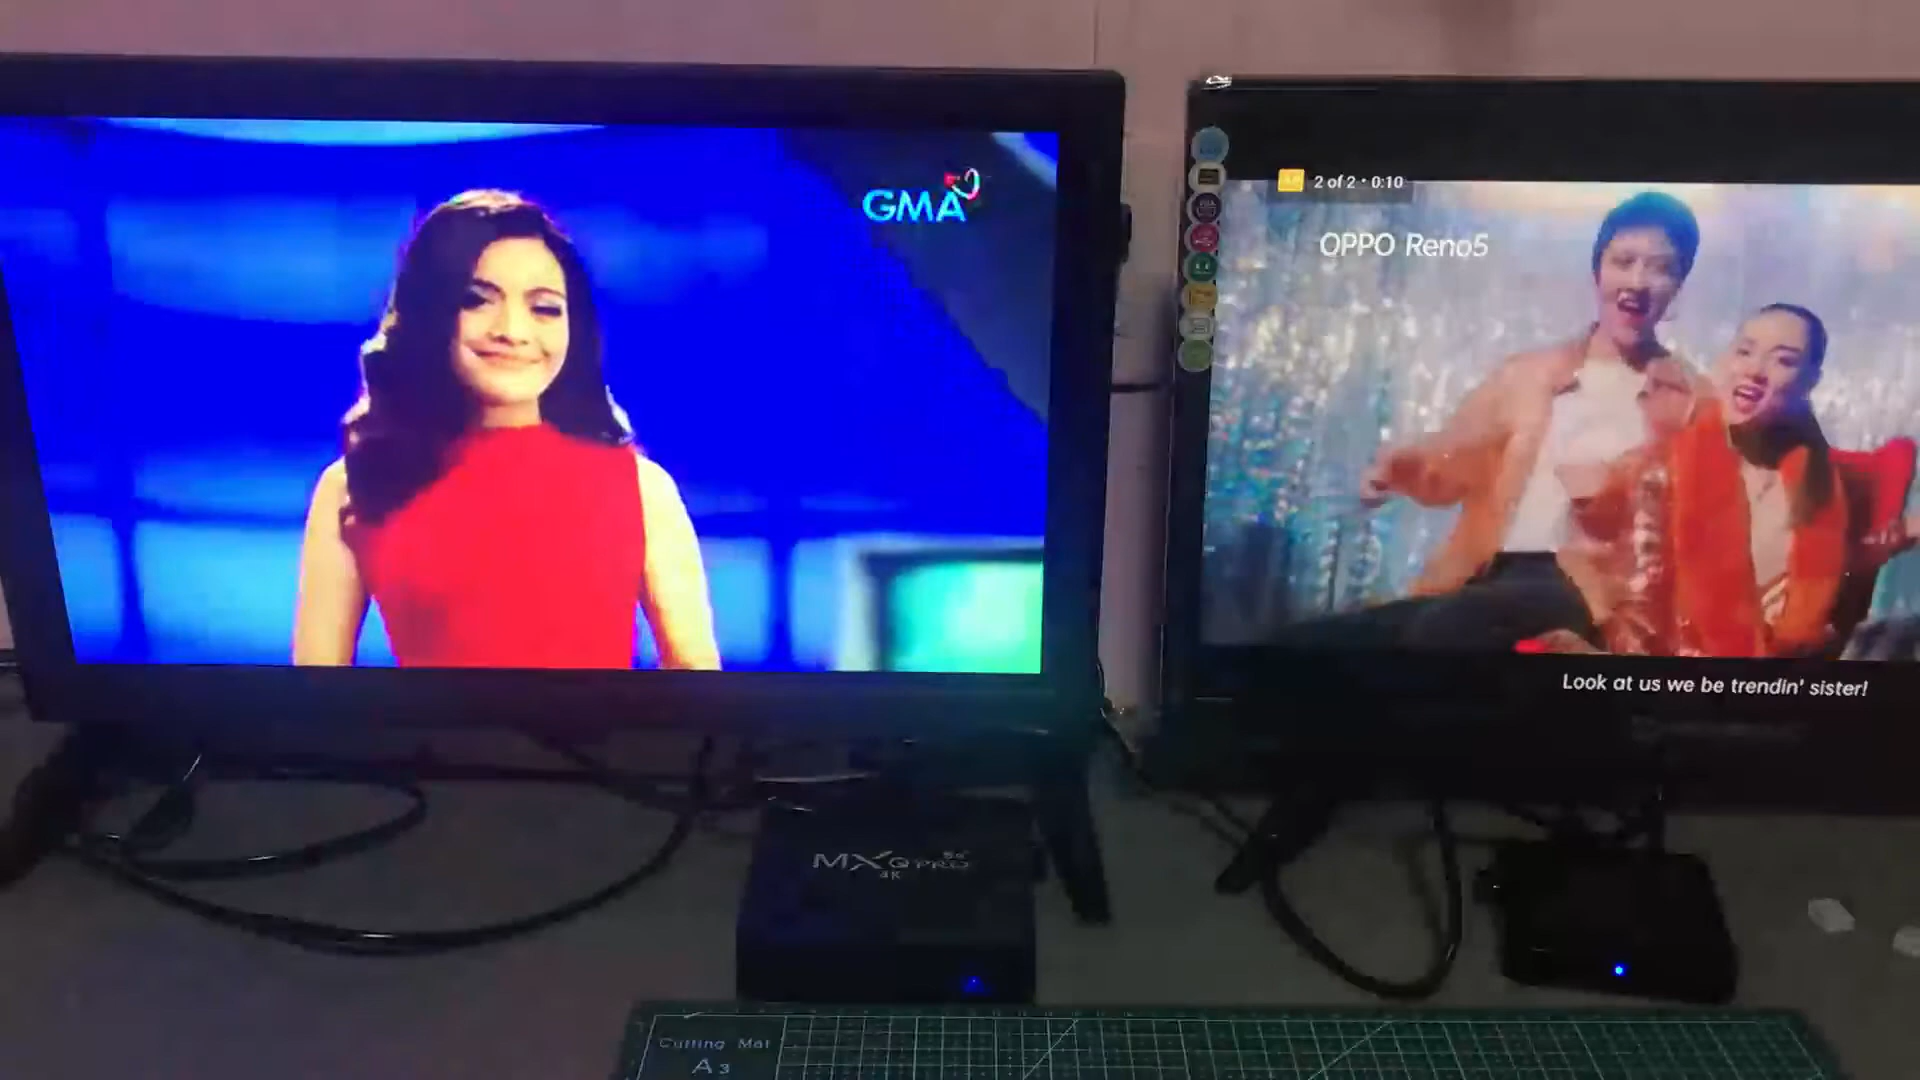 GMA
2 of 2 • 0:10
OPPO Reno5
Look at us we be trendin' sister!
MXQ PRO
5G
4K
Cutting Mat
A3